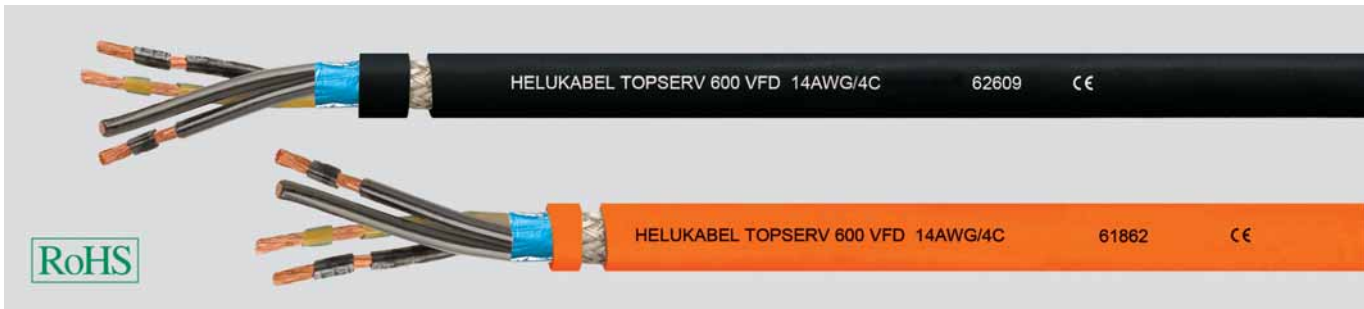 HELUKABEL TOPSERV 600 VFD 14AWG/4C 62609 CE
HELUKABEL TOPSERV 600 VFD 14AWG/4C 61862 CE
RoHS